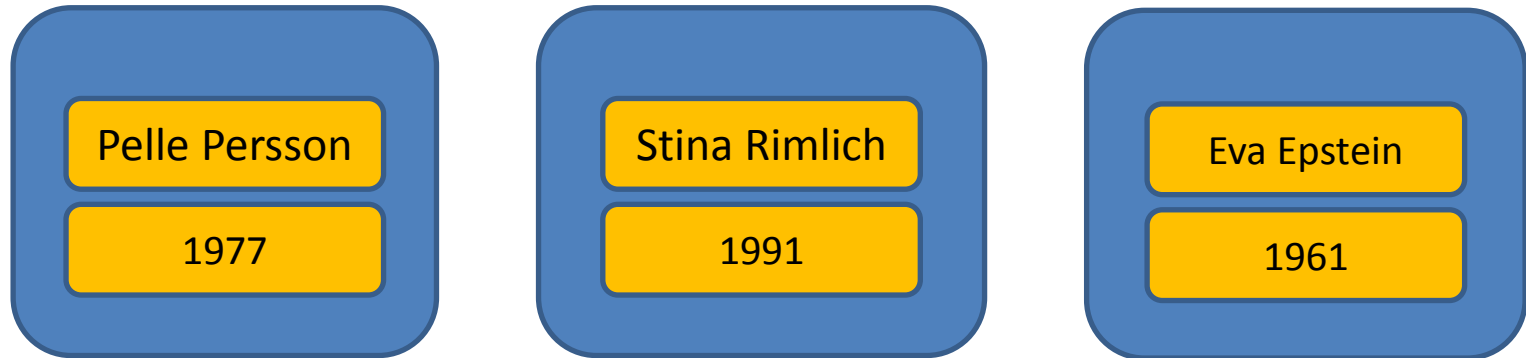 Pelle Persson
1977
Stina Rimlich
1991
Eva Epstein
1961